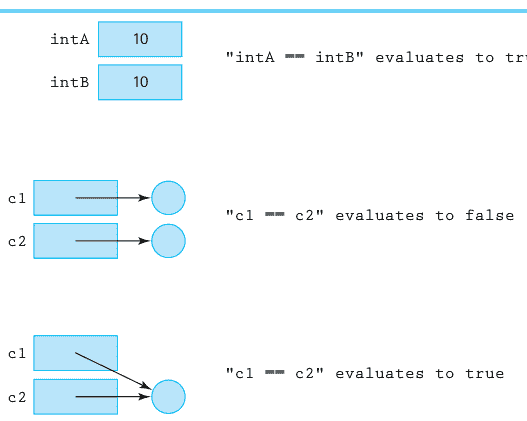 intA 10 "intA == intB" evaluates to tru
intB 10
c1 "c1 == c2" evaluates to false
c2
c1 "c1 == c2" evaluates to true
c2